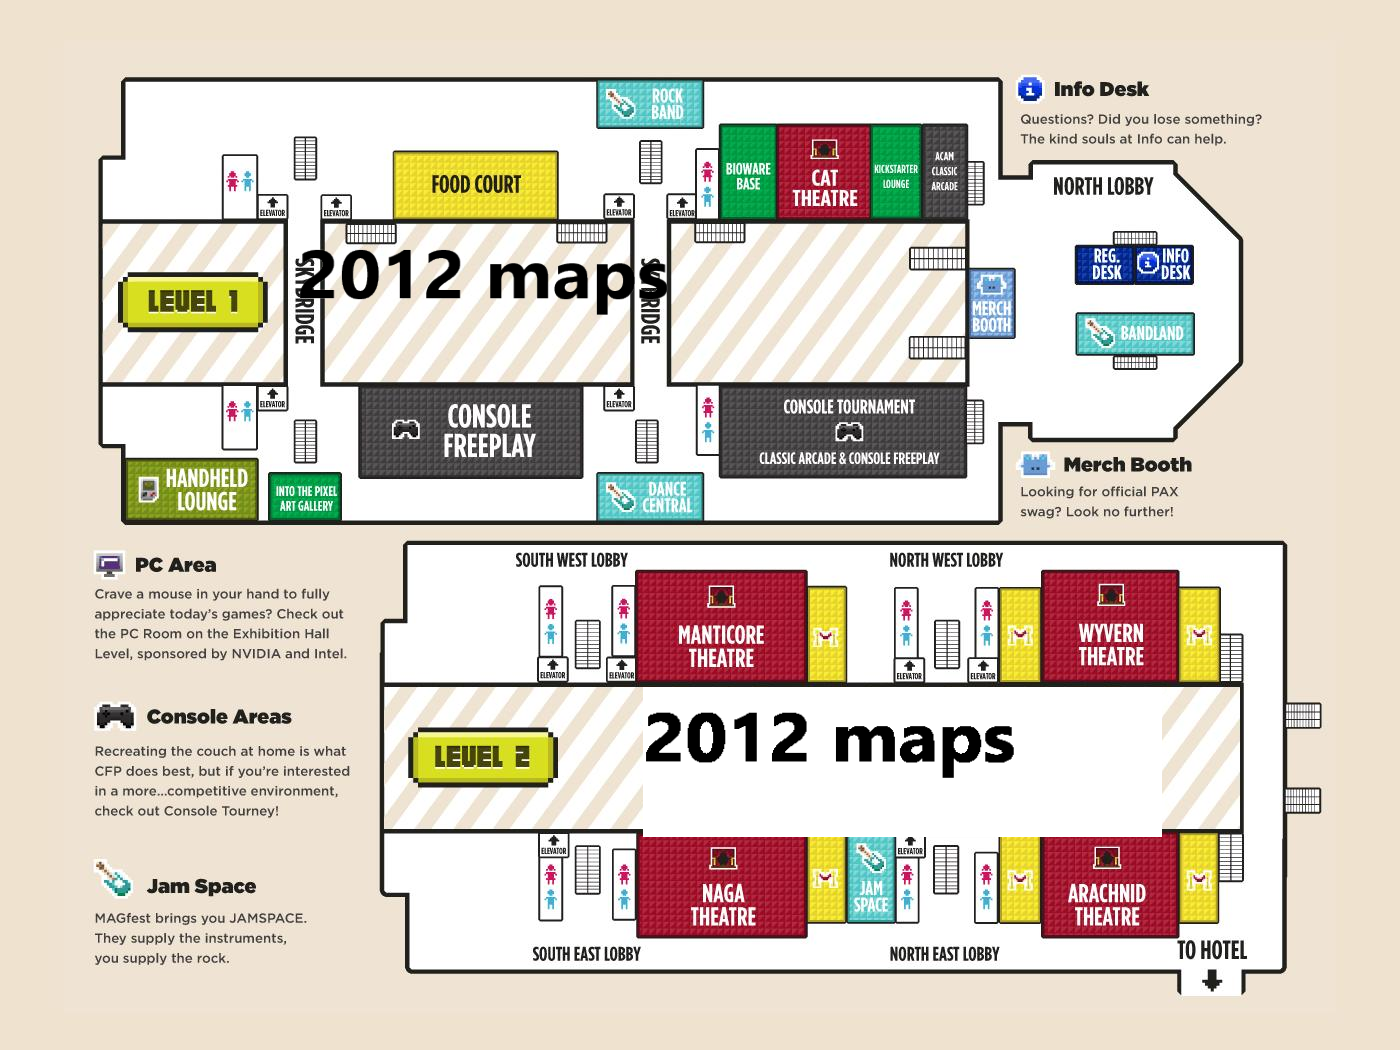 ROCK
BAND
Info Desk
Questions? Did you lose something?
The kind souls at Info can help.
FOOD COURT
BIOWARE
BASE
CAT
THEATRE
KICKSTARTER
LOUNGE
ACAM
CLASSIC
ARCADE
NORTH LOBBY
ELEVATOR
ELEVATOR
ELEVATOR
ELEVATOR
SKYBRIDGE
2012 maps
SKYBRIDGE
LEVEL 1
REG.
DESK
INFO
DESK
MERCH
BOOTH
BANDLAND
ELEVATOR
ELEVATOR
CONSOLE
FREEPLAY
CONSOLE TOURNAMENT
CLASSIC ARCADE & CONSOLE FREEPLAY
HANDHELD
LOUNGE
INTO THE PIXEL
ART GALLERY
DANCE
CENTRAL
Merch Booth
Looking for official PAX
swag? Look no further!
PC Area
Crave a mouse in your hand to fully
appreciate today's games? Check out
the PC Room on the Exhibition Hall
Level, sponsored by NVIDIA and Intel.
Console Areas
Recreating the couch at home is what
CFP does best, but if you're interested
in a more...competitive environment,
check out Console Tourney!
Jam Space
MAGfest brings you JAMSPACE.
They supply the instruments,
you supply the rock.
SOUTH WEST LOBBY
NORTH WEST LOBBY
MANTICORE
THEATRE
WYVERN
THEATRE
ELEVATOR
ELEVATOR
ELEVATOR
ELEVATOR
LEVEL 2
2012 maps
ELEVATOR
ELEVATOR
NAGA
THEATRE
JAM
SPACE
ARACHNID
THEATRE
SOUTH EAST LOBBY
NORTH EAST LOBBY
TO HOTEL